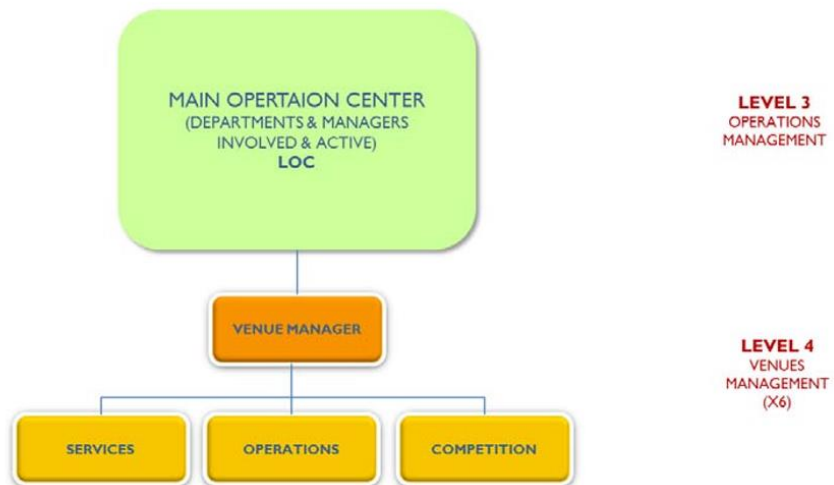 MAIN OPERTAION CENTER
(DEPARTMENTS & MANAGERS
INVOLVED & ACTIVE)
LOC
LEVEL 3
OPERATIONS
MANAGEMENT
VENUE MANAGER
LEVEL 4
VENUES
MANAGEMENT
(X6)
SERVICES
OPERATIONS
COMPETITION